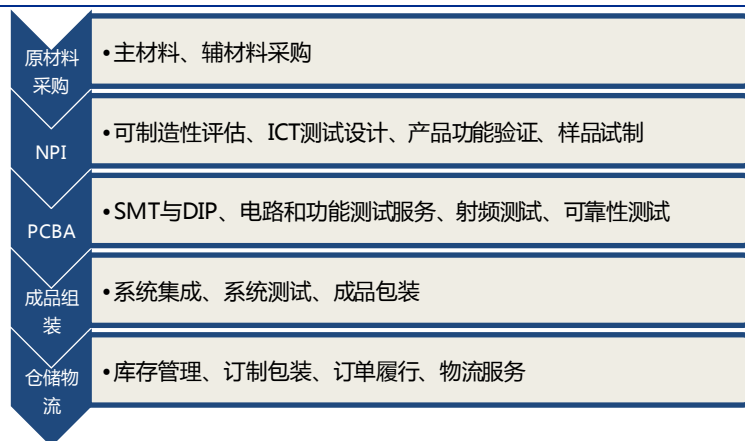 原材料
采购
•主材料、辅材料采购
NPI
•可制造性评估、ICT测试设计、产品功能验证、样品试制
PCBA
•SMT与DIP、电路和功能测试服务、射频测试、可靠性测试
成品组
装
•系统集成、系统测试、成品包装
仓储物
流
•库存管理、订制包装、订单履行、物流服务